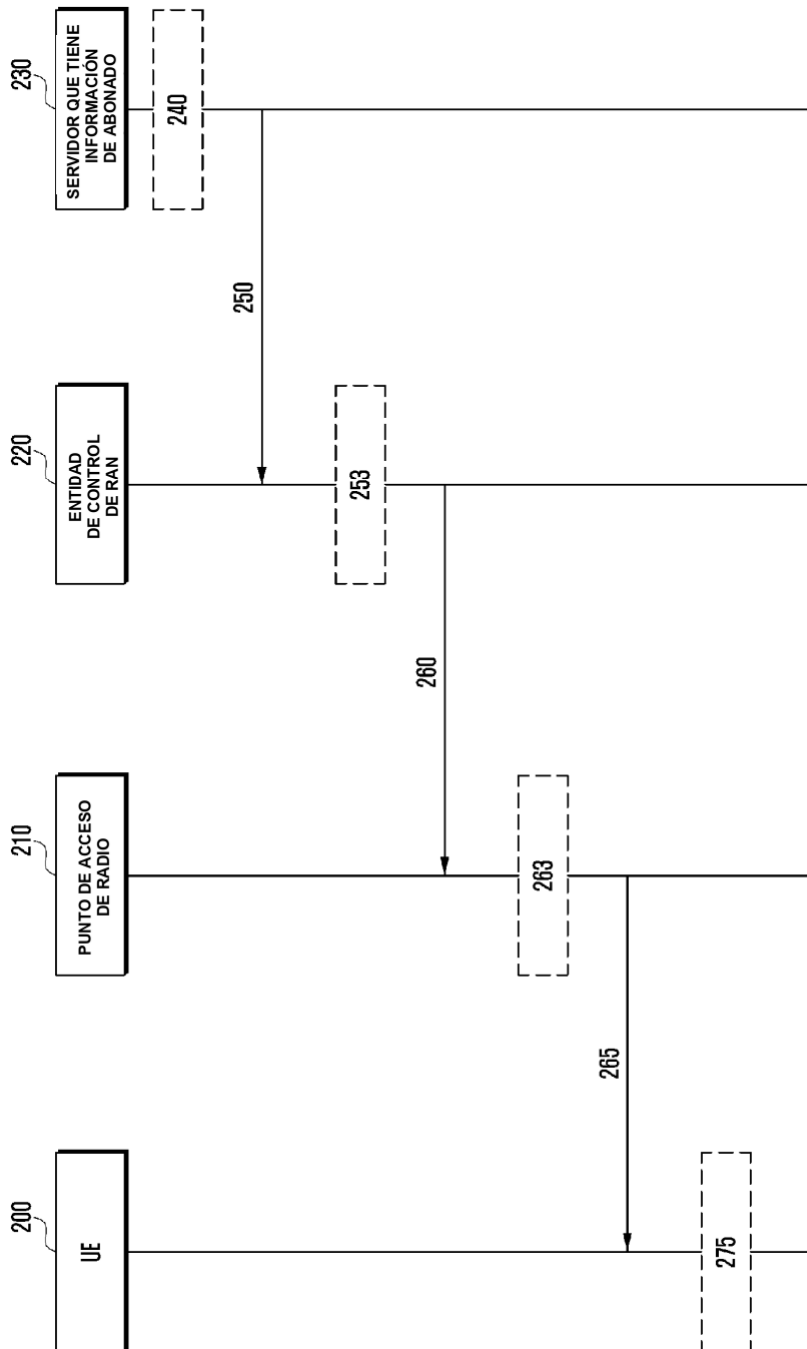 200
UE
210
PUNTO DE ACCESO
DE RADIO
220
ENTIDAD
DE CONTROL
DE RAN
230
SERVIDOR QUE TIENE
INFORMACIÓN
DE ABONADO
240
250
253
260
263
265
275